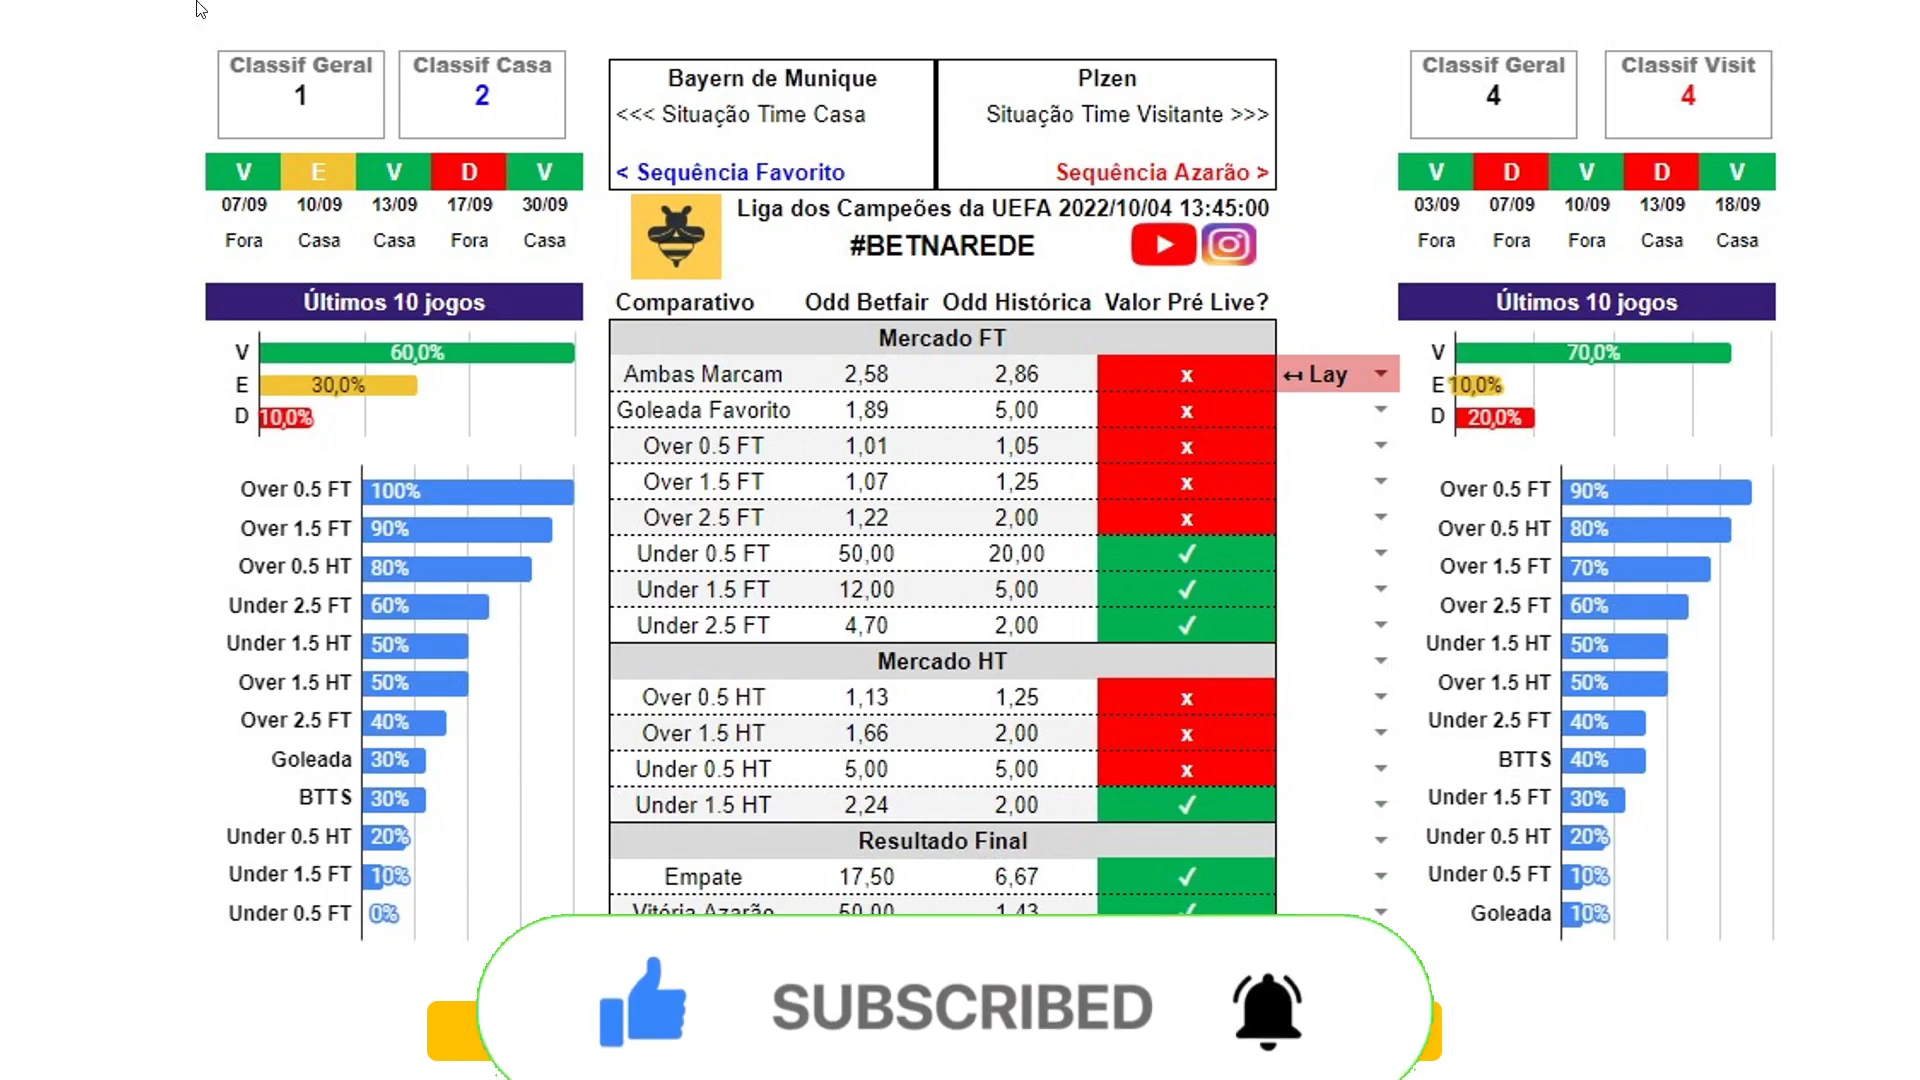 Classif Geral
1
Classif Casa
2
V E V D V
07/09 10/09 13/09 17/09 30/09
Fora Casa Casa Fora Casa
Últimos 10 jogos
V 60,0%
E 30,0%
D 10,0%
Over 0.5 FT 100%
Over 1.5 FT 90%
Over 0.5 HT 80%
Under 2.5 FT 60%
Under 1.5 HT 50%
Over 1.5 HT 50%
Over 2.5 FT 40%
Goleada 30%
BTTS 30%
Under 0.5 HT 20%
Under 1.5 FT 10%
Under 0.5 FT 0%
Bayern de Munique
<<< Situação Time Casa
< Sequência Favorito
Plzen
Situação Time Visitante >>>
Sequência Azarão >
Liga dos Campeões da UEFA 2022/10/04 13:45:00
#BETNAREDE
Comparativo Odd Betfair Odd Histórica Valor Pré Live?
Mercado FT
Ambas Marcam 2,58 2,86 x ↤ Lay
Goleada Favorito 1,89 5,00 x
Over 0.5 FT 1,01 1,05 x
Over 1.5 FT 1,07 1,25 x
Over 2.5 FT 1,22 2,00 x
Under 0.5 FT 50,00 20,00 ✓
Under 1.5 FT 12,00 5,00 ✓
Under 2.5 FT 4,70 2,00 ✓
Mercado HT
Over 0.5 HT 1,13 1,25 x
Over 1.5 HT 1,66 2,00 x
Under 0.5 HT 5,00 5,00 x
Under 1.5 HT 2,24 2,00 ✓
Resultado Final
Empate 17,50 6,67 ✓
Vitória Azarão 50,00 1,43 ✓
Classif Geral
4
Classif Visit
4
V D V D V
03/09 07/09 10/09 13/09 18/09
Fora Fora Fora Casa Casa
Últimos 10 jogos
V 70,0%
E 10,0%
D 20,0%
Over 0.5 FT 90%
Over 0.5 HT 80%
Over 1.5 FT 70%
Over 2.5 FT 60%
Under 1.5 HT 50%
Over 1.5 HT 50%
Under 2.5 FT 40%
BTTS 40%
Under 1.5 FT 30%
Under 0.5 HT 20%
Under 0.5 FT 10%
Goleada 10%
SUBSCRIBED